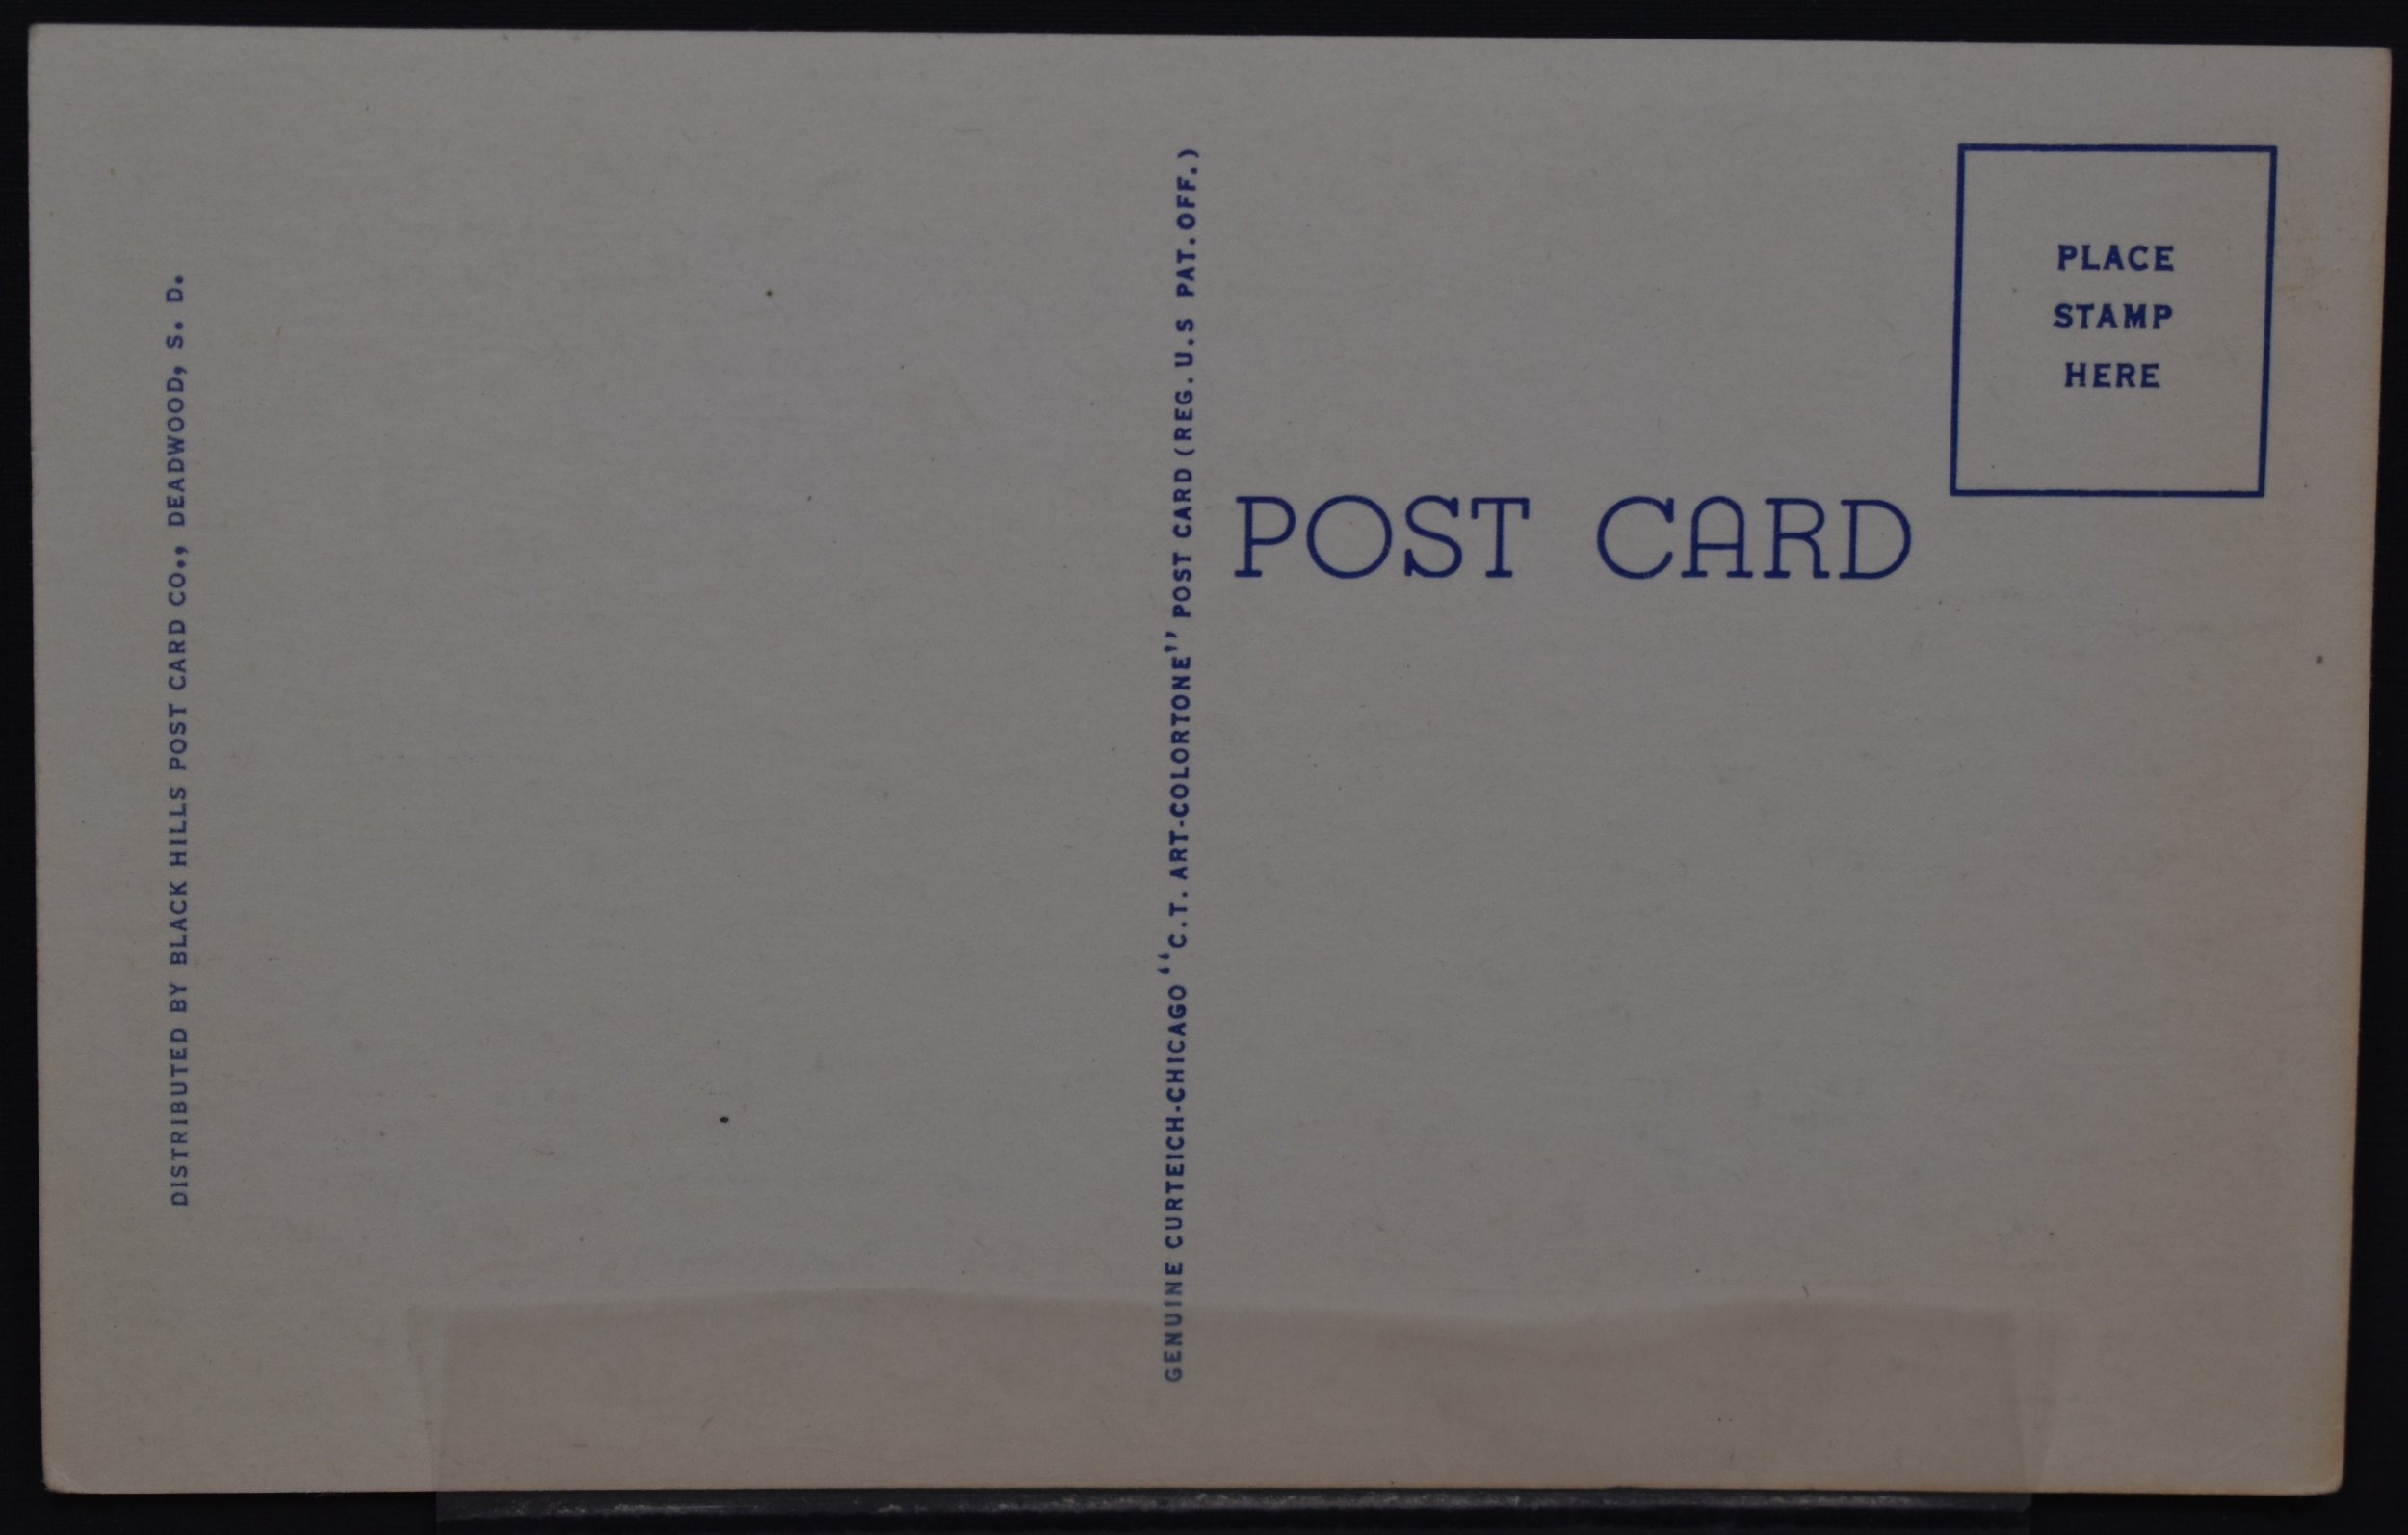 DISTRIBUTED BY BLACK HILLS POST CARD CO., DEADWOOD, S. D.
GENUINE CURTEICH-CHICAGO “C.T. ART-COLORTONE” POST CARD (REG. U.S PAT. OFF.)
POST CARD
PLACE
STAMP
HERE